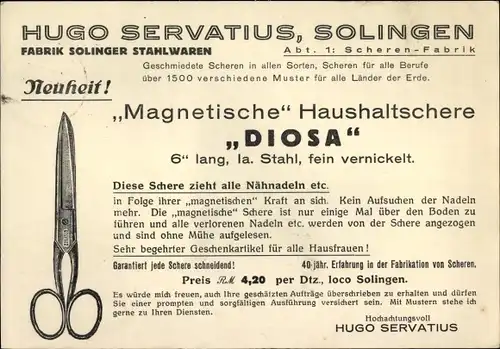 HUGO SERVATIUS, SOLINGEN
FABRIK SOLINGER STAHLWAREN
Abt. 1: Scheren-Fabrik
Geschmiedete Scheren in allen Sorten, Scheren für alle Berufe
über 1500 verschiedene Muster für alle Länder der Erde.
Neuheit!
„Magnetische" Haushaltschere
„DIOSA"
6" lang, Ia. Stahl, fein vernickelt.
Diese Schere zieht alle Nähnadeln etc.
in Folge ihrer „magnetischen" Kraft an sich. Kein Aufsuchen der Nadeln
mehr. Die „magnetische" Schere ist nur einige Mal über den Boden zu
führen und alle verlorenen Nadeln etc. werden von der Schere angezogen
und sind ohne Mühe aufgelesen.
Sehr begehrter Geschenkartikel für alle Hausfrauen!
Garantiert jede Schere schneidend! 40-jähr. Erfahrung in der Fabrikation von Scheren.
Preis RM 4,20 per Dtz., loco Solingen.
Es würde mich freuen, auch Ihre geschätzten Aufträge überschrieben zu erhalten und dürfen
Sie einer prompten und sorgfältigen Ausführung versichert sein. Mit Mustern stehe ich
gerne zu Ihren Diensten.
Hochachtungsvoll
HUGO SERVATIUS